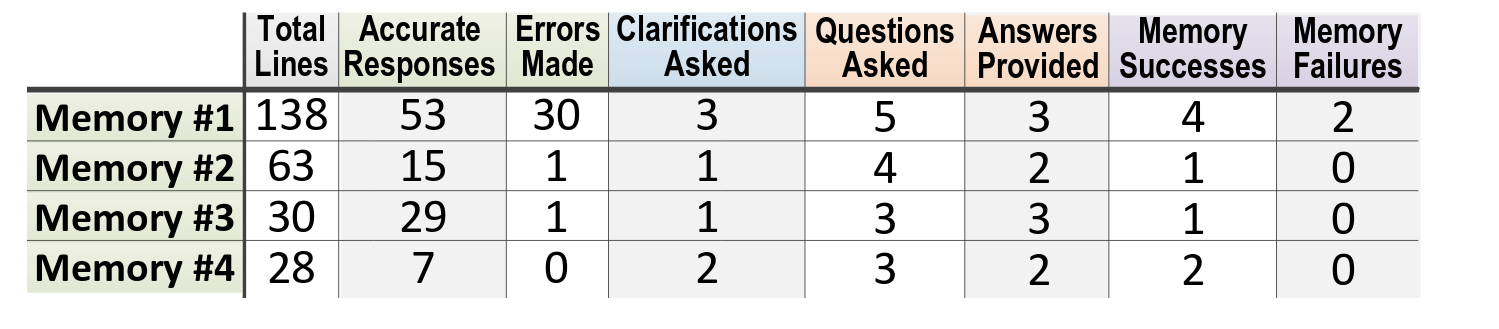 Total Lines Accurate Responses Errors Made Clarifications Asked Questions Asked Answers Provided Memory Successes Memory Failures
Memory #1 138 53 30 3 5 3 4 2
Memory #2 63 15 1 1 4 2 1 0
Memory #3 30 29 1 1 3 3 1 0
Memory #4 28 7 0 2 3 2 2 0